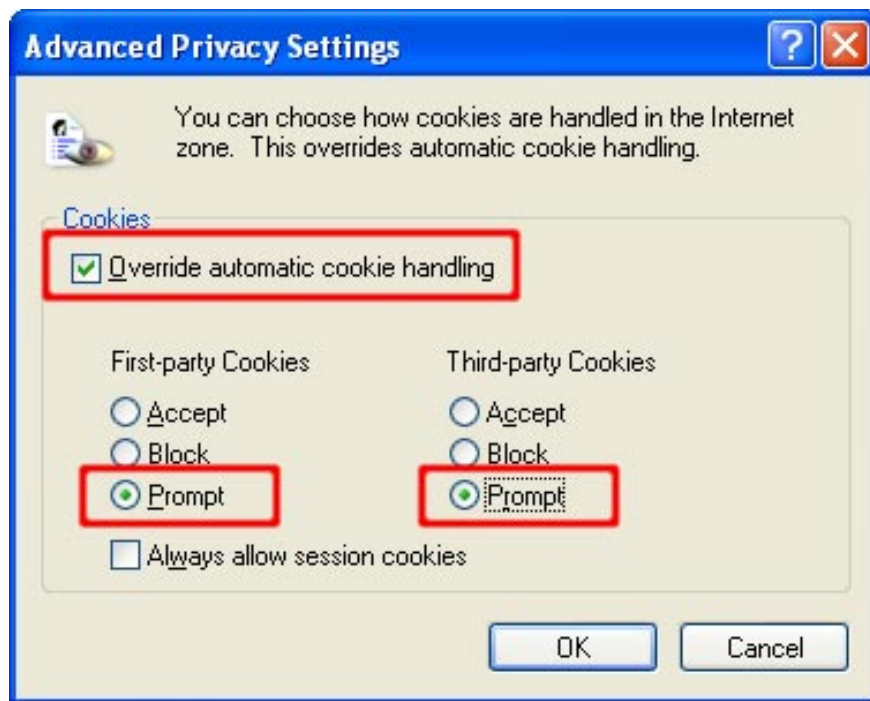 Advanced Privacy Settings
?
You can choose how cookies are handled in the Internet
zone. This overrides automatic cookie handling.
Cookies
Override automatic cookie handling
First-party Cookies
Third-party Cookies
Accept
Accept
Block
Block
Prompt
Prompt
Always allow session cookies
OK
Cancel